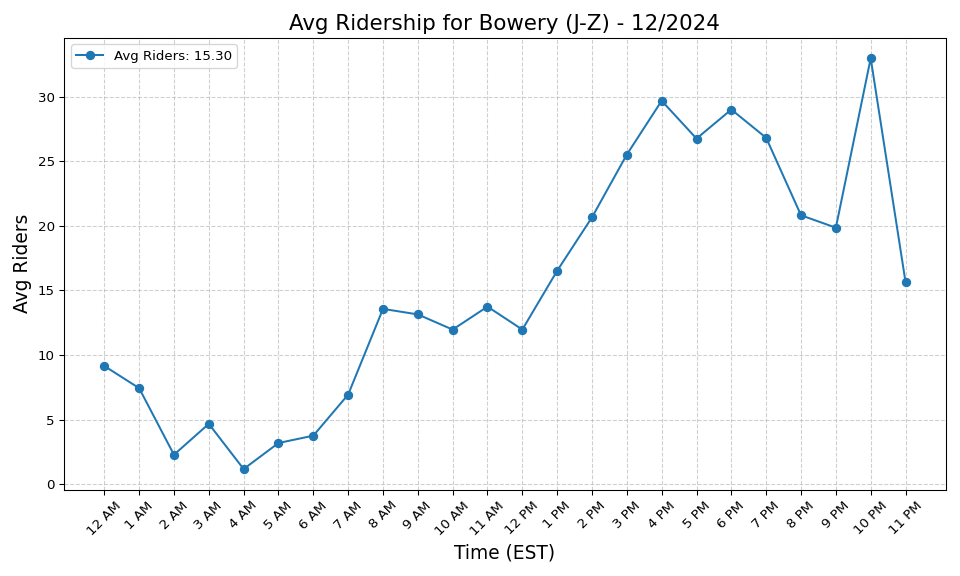 Avg Ridership for Bowery (J-Z) - 12/2024
Avg Riders: 15.30
Avg Riders
30
25
20
15
10
5
0
12 AM
1 AM
2 AM
3 AM
4 AM
5 AM
6 AM
7 AM
8 AM
9 AM
10 AM
11 AM
12 PM
1 PM
2 PM
3 PM
4 PM
5 PM
6 PM
7 PM
8 PM
9 PM
10 PM
11 PM
Time (EST)